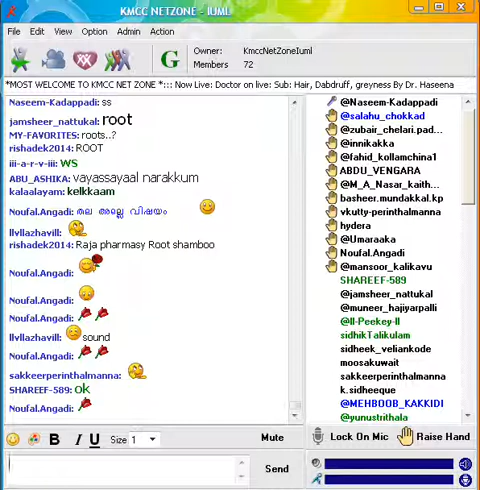 KMCC NETZONE - IUML
File Edit View Option Admin Action
G
Owner: KmccNetZoneIuml
Members 72
*MOST WELCOME TO KMCC NET ZONE *::: Now Live: Doctor on live: Sub: Hair, Dabdruff, greyness By Dr. Haseena
Naseem-Kadappadi: ss
jamsheer_nattukal: root
MY-FAVORITES: roots..?
rishadek2014: ROOT
iii-a-r-v-iii: WS
ABU_ASHIKA: vayassayaal narakkum
kalaalayam: kelkkaam
Noufal.Angadi: തല അല്ലെ വിഷയം
llvllazhavill:
rishadek2014: Raja pharmasy Root shamboo
Noufal.Angadi:
Noufal.Angadi:
Noufal.Angadi:
llvllazhavill: sound
Noufal.Angadi:
sakkeerperinthalmanna:
SHAREEF-589: ok
Noufal.Angadi:
@Naseem-Kadappadi
@salahu_chokkad
@zubair_chelari.pad...
@innikakka
@fahid_kollamchina1
ABDU_VENGARA
@M_A_Nasar_kaith...
basheer.mundakkal.kp
vkutty-perinthalmanna
hydera
@Umaraaka
Noufal.Angadi
@mansoor_kalikavu
SHAREEF-589
@jamsheer_nattukal
@muneer_hajiyarpalli
@ll-Peekey-ll
sidhikTalikulam
sidheek_veliankode
moosakuwait
sakkeerperinthalmanna
k.sidheeque
@MEHBOOB_KAKKIDI
@yunustrithala
B I U Size 1 Mute
Lock On Mic Raise Hand
Send